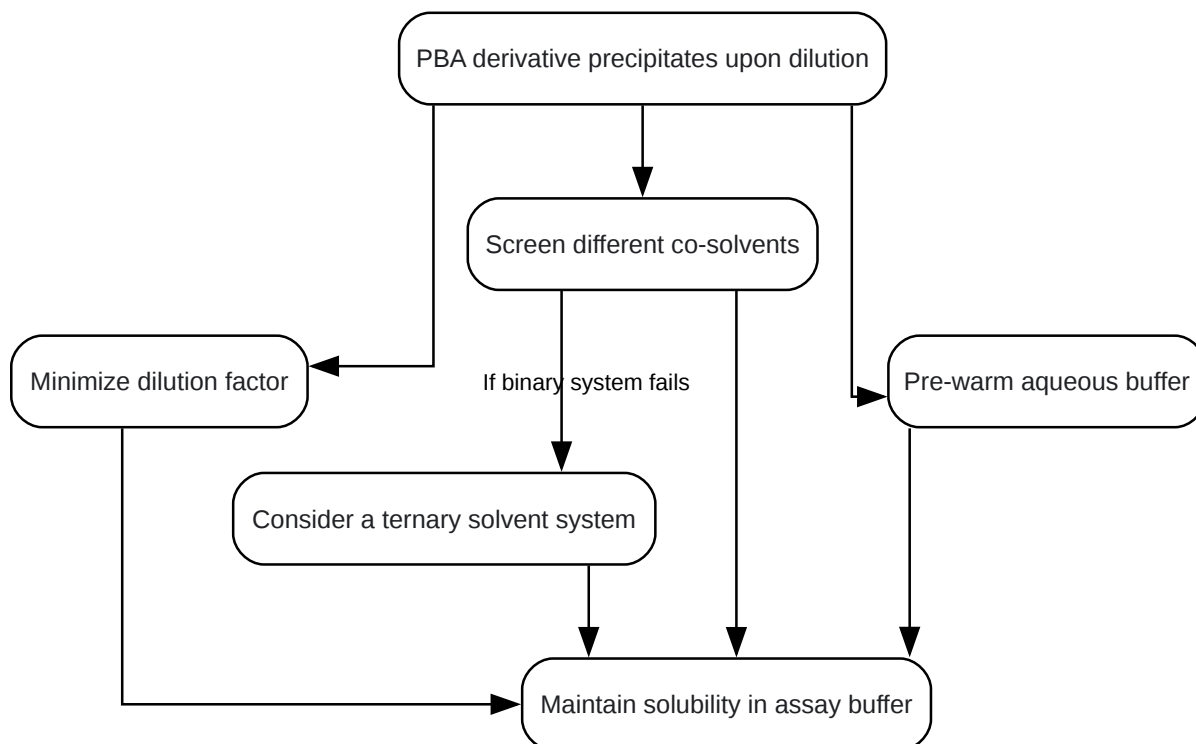 PBA derivative precipitates upon dilution
Screen different co-solvents
Minimize dilution factor
If binary system fails
Pre-warm aqueous buffer
Consider a ternary solvent system
Maintain solubility in assay buffer